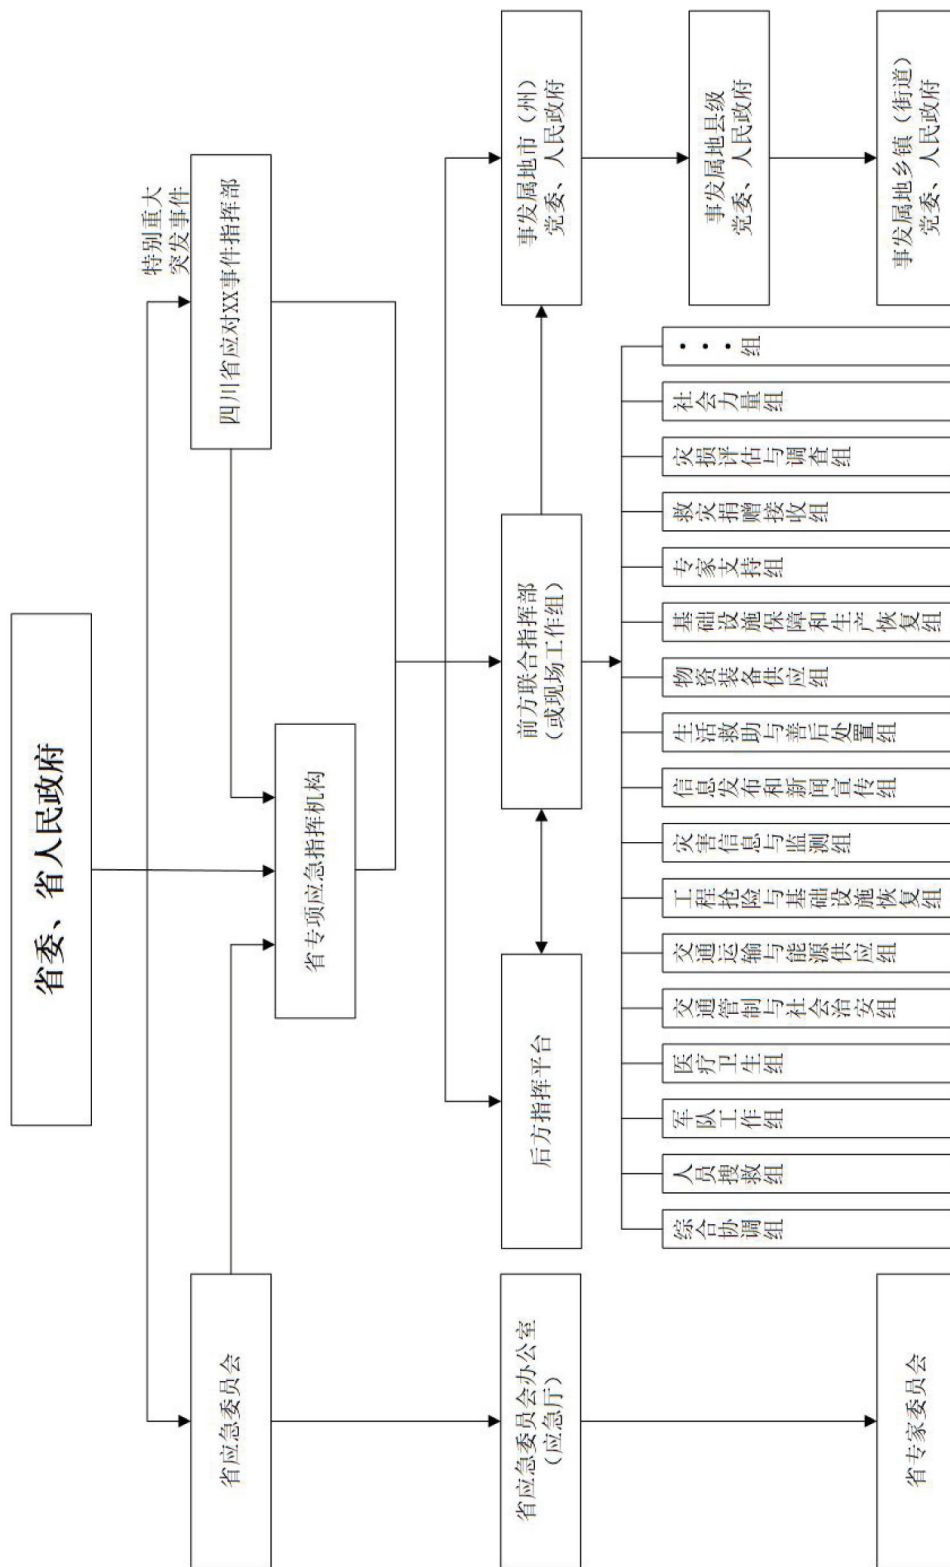 省委、省人民政府
特别重大
突发事件
省应急委员会
四川省应对XX事件指挥部
省专项应急指挥机构
省应急委员会办公室
（应急厅）
后方指挥平台
前方联合指挥部
（或现场工作组）
事发属地市（州）
党委、人民政府
综合协调组
人员搜救组
军队工作组
医疗卫生组
交通管制与社会治安组
交通运输与能源供应组
工程抢险与基础设施恢复组
灾害信息与监测组
信息发布和新闻宣传组
生活救助与善后处置组
物资装备供应组
基础设施保障和生产恢复组
专家支持组
救灾捐赠接收组
灾损评估与调查组
社会力量组
···组
事发属地县级
党委、人民政府
省专家委员会
事发属地乡镇（街道）
党委、人民政府